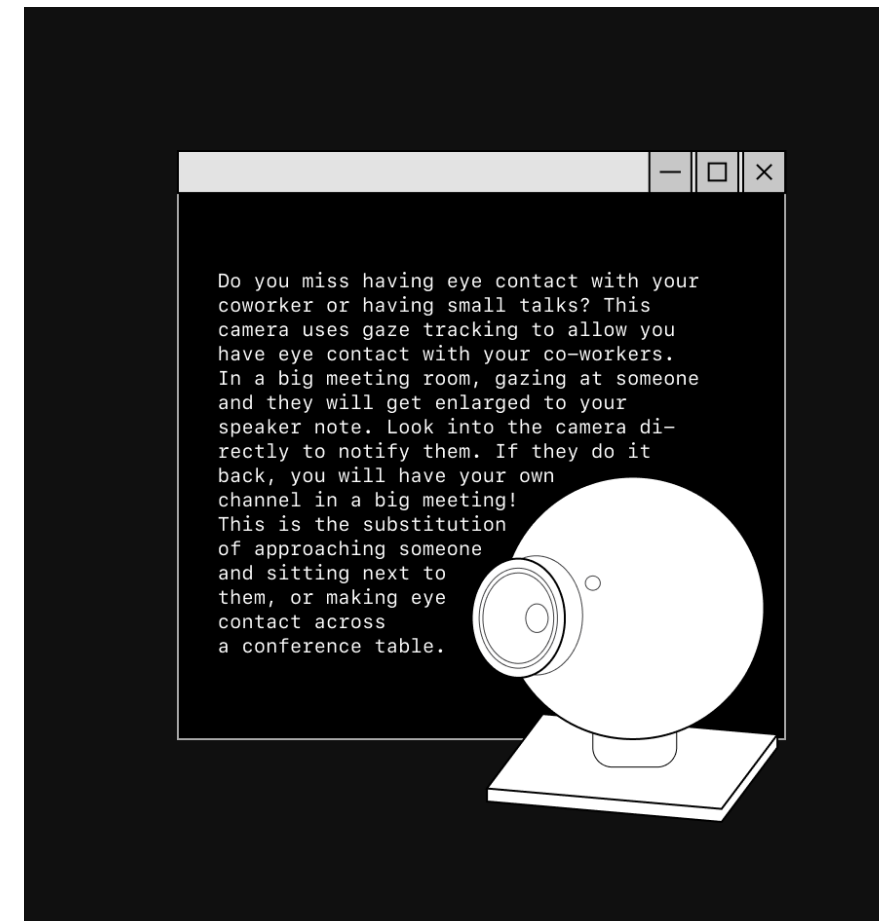 Do you miss having eye contact with your
coworker or having small talks? This
camera uses gaze tracking to allow you
have eye contact with your co–workers.
In a big meeting room, gazing at someone
and they will get enlarged to your
speaker note. Look into the camera di–
rectly to notify them. If they do it
back, you will have your own
channel in a big meeting!
This is the substitution
of approaching someone
and sitting next to
them, or making eye
contact across
a conference table.